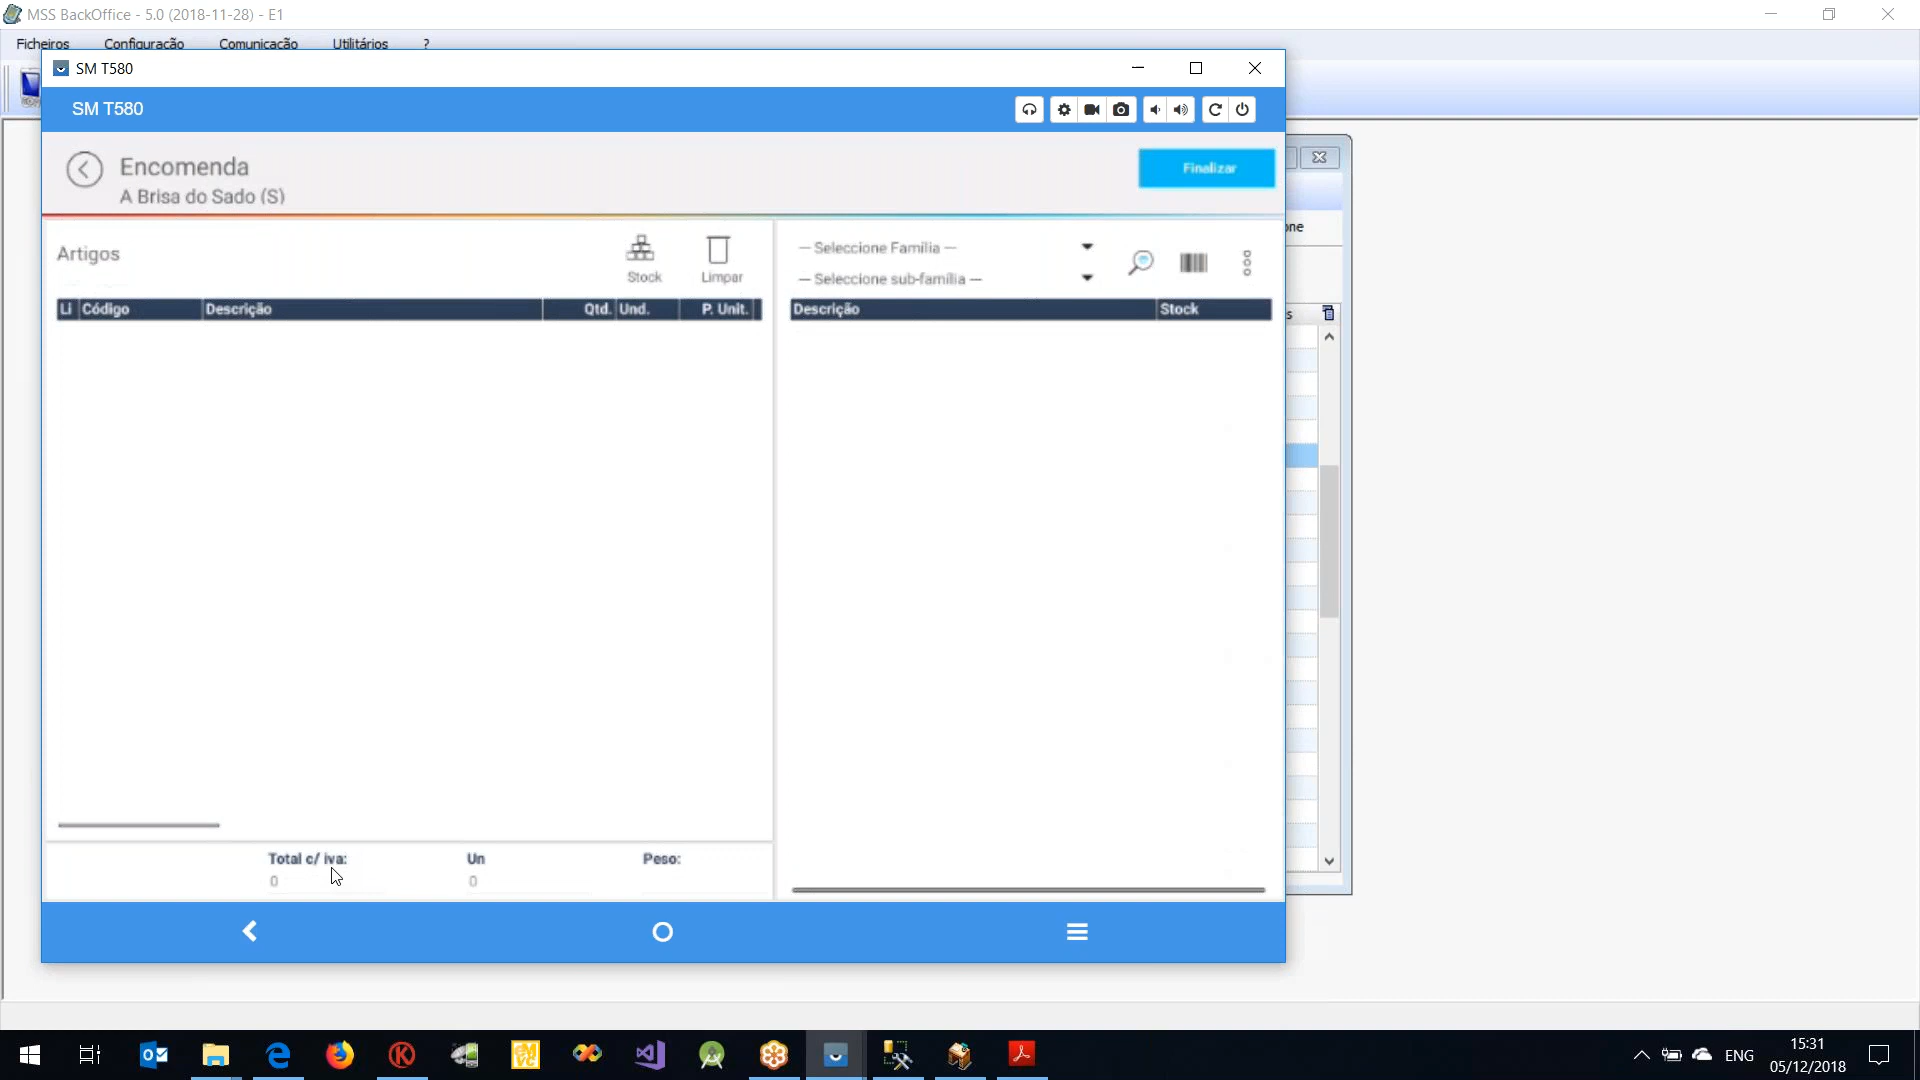 MSS BackOffice - 5.0 (2018-11-28) - E1
Ficheiros Configuração Comunicação Utilitários ?
SM T580
SM T580
Encomenda
A Brisa do Sado (S)
Finalizar
Artigos
Stock
Limpar
— Seleccione Família —
— Seleccione sub-família —
LI Código Descrição Qtd. Und. P. Unit.
Descrição Stock
Total c/ iva: Un Peso:
0 0
ENG
15:31
05/12/2018